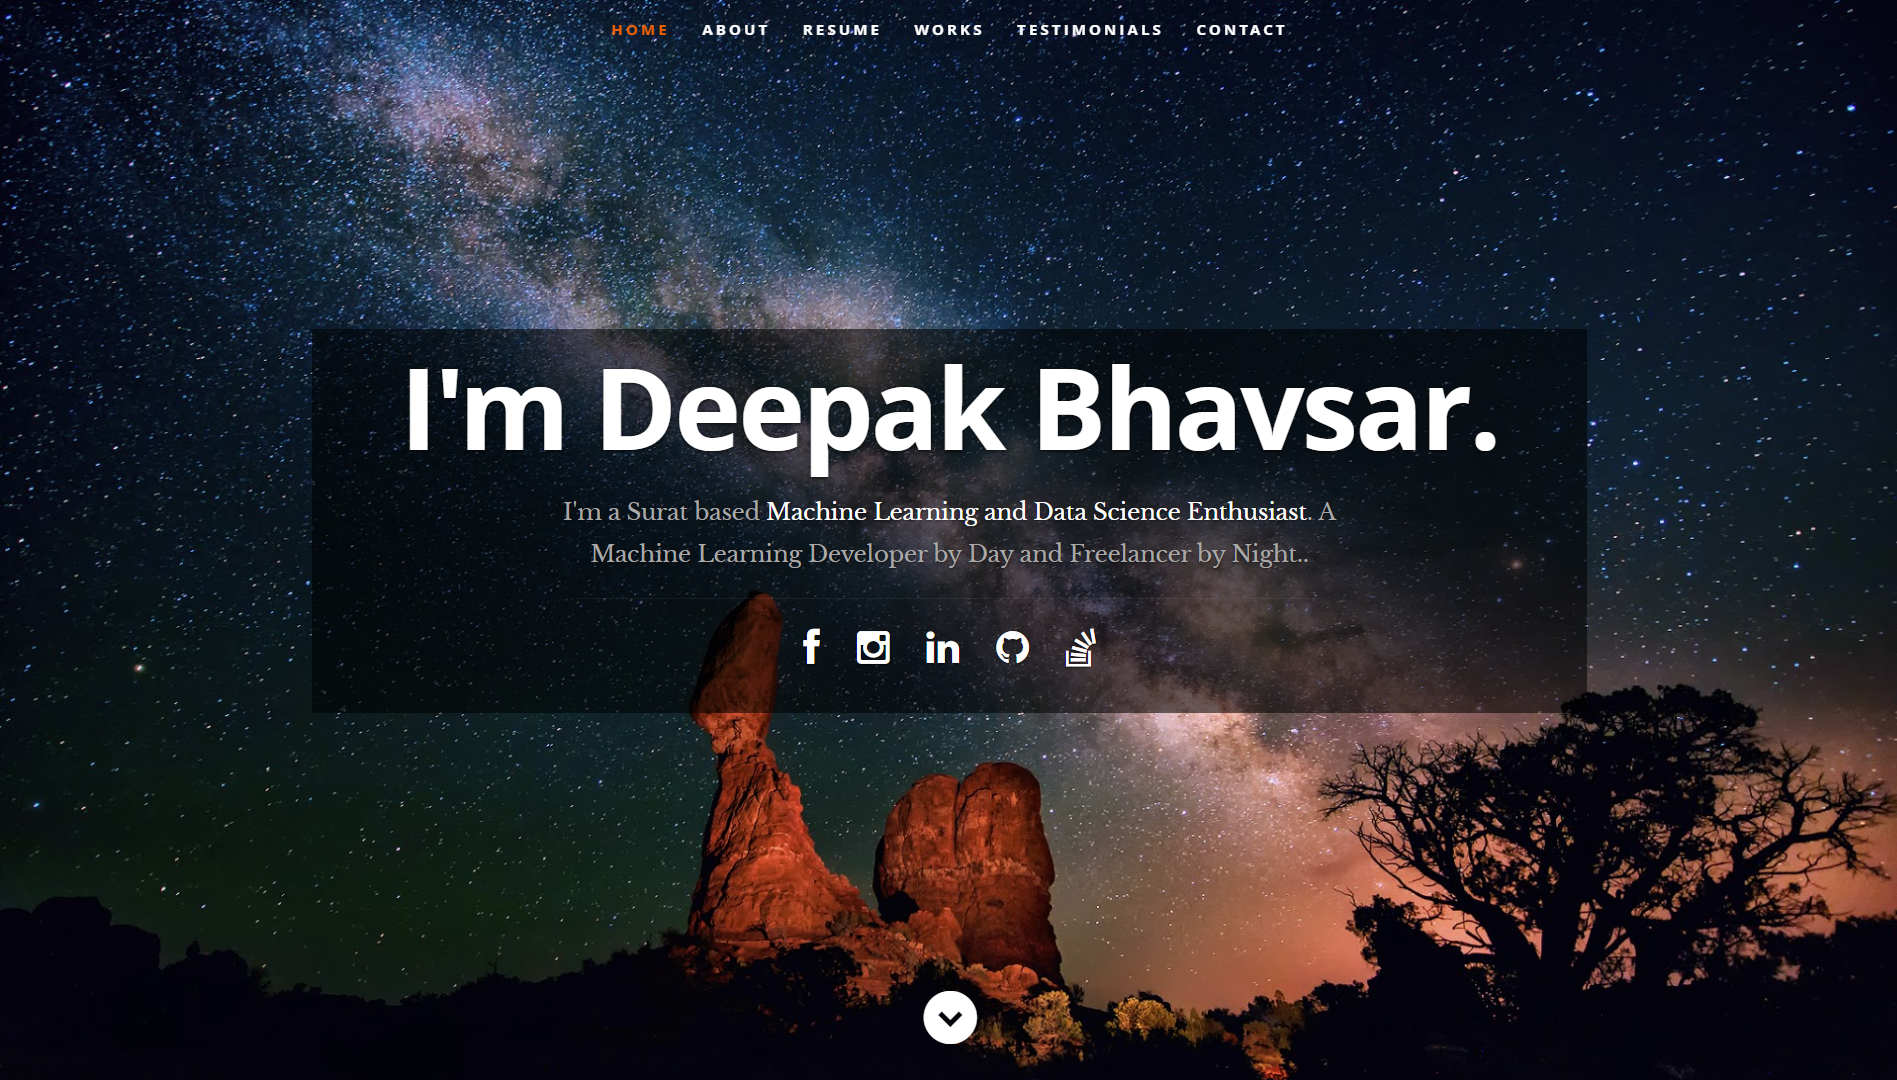 HOME ABOUT RESUME WORKS TESTIMONIALS CONTACT
I'm Deepak Bhavsar.
I'm a Surat based Machine Learning and Data Science Enthusiast. A
Machine Learning Developer by Day and Freelancer by Night..